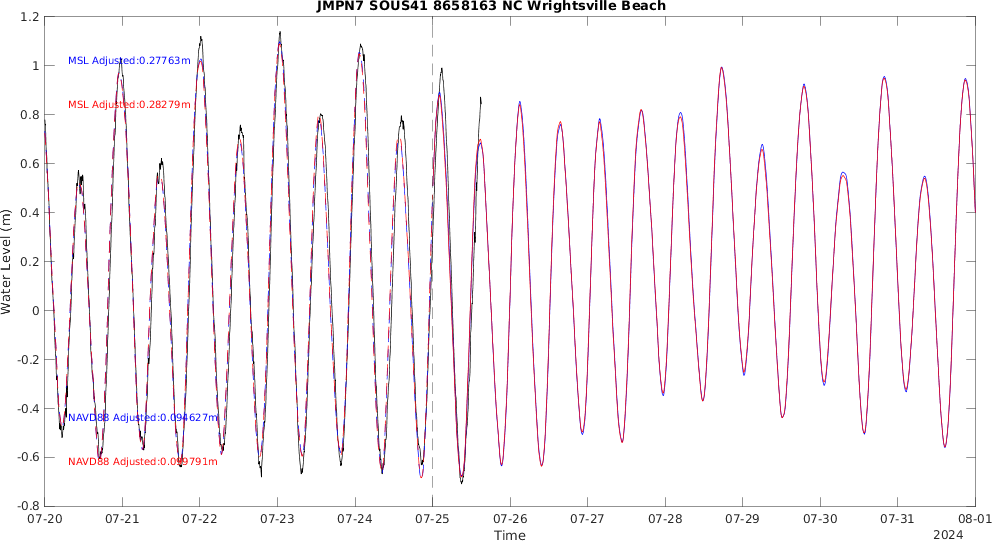 JMPN7 SOUS41 8658163 NC Wrightsville Beach
1.2
1
0.8
0.6
0.4
0.2
0
-0.2
-0.4
-0.6
-0.8
Water Level (m)
MSL Adjusted:0.27763m
MSL Adjusted:0.28279m
NAVD88 Adjusted:0.094627m
NAVD88 Adjusted:0.099791m
07-20 07-21 07-22 07-23 07-24 07-25 07-26 07-27 07-28 07-29 07-30 07-31 08-01
Time
2024